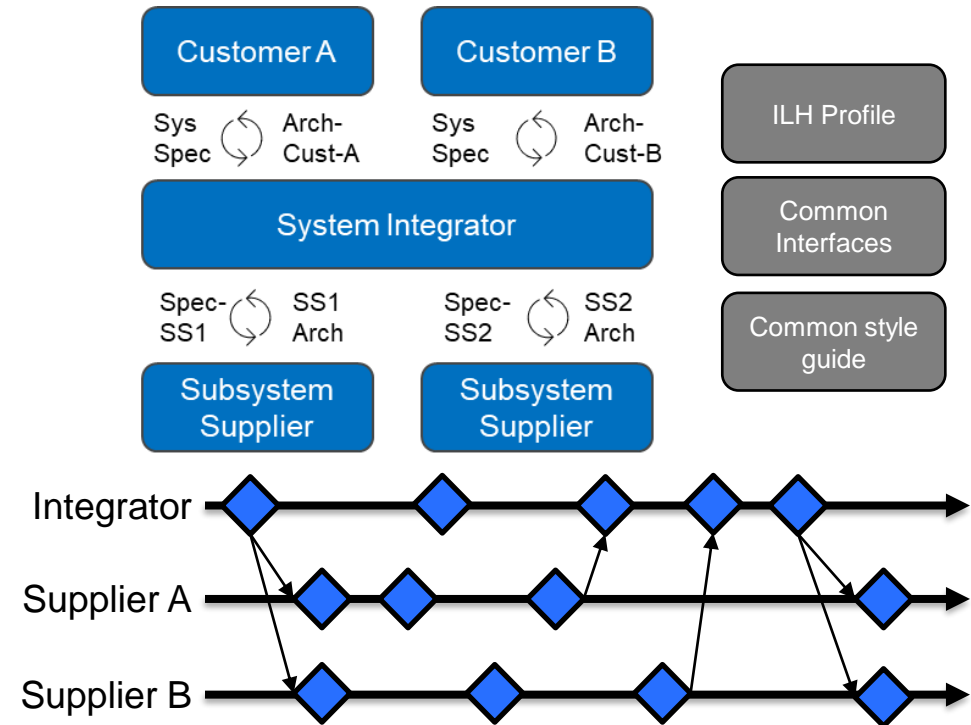 Customer A
Customer B
Sys
Spec
Arch-
Cust-A
Sys
Spec
Arch-
Cust-B
System Integrator
Spec-
SS1
SS1
Arch
Spec-
SS2
SS2
Arch
Subsystem
Supplier
Subsystem
Supplier
ILH Profile
Common
Interfaces
Common style
guide
Integrator
Supplier A
Supplier B